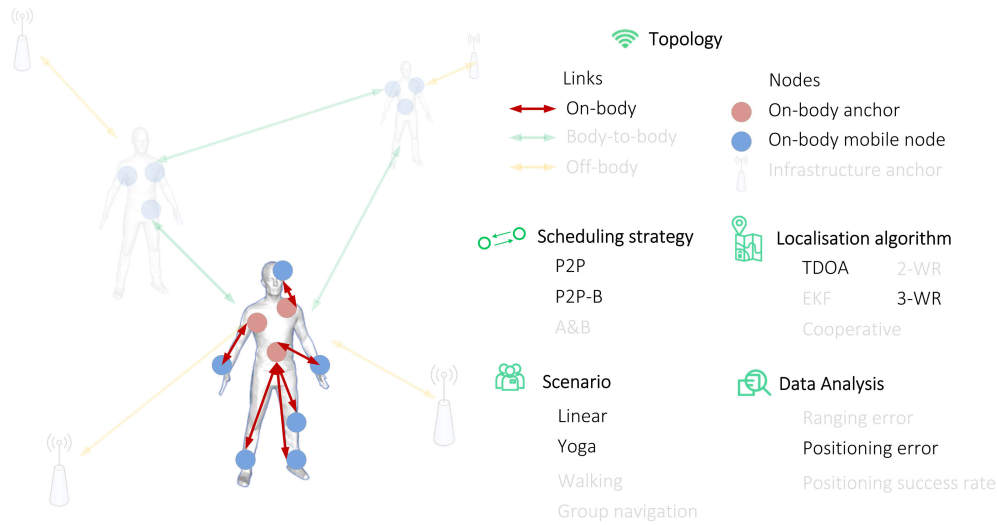 Topology
Links
On-body
Body-to-body
Off-body
Nodes
On-body anchor
On-body mobile node
Infrastructure anchor
Scheduling strategy
P2P
P2P-B
A&B
Localisation algorithm
TDOA 2-WR
EKF 3-WR
Cooperative
Scenario
Linear
Yoga
Walking
Group navigation
Data Analysis
Ranging error
Positioning error
Positioning success rate